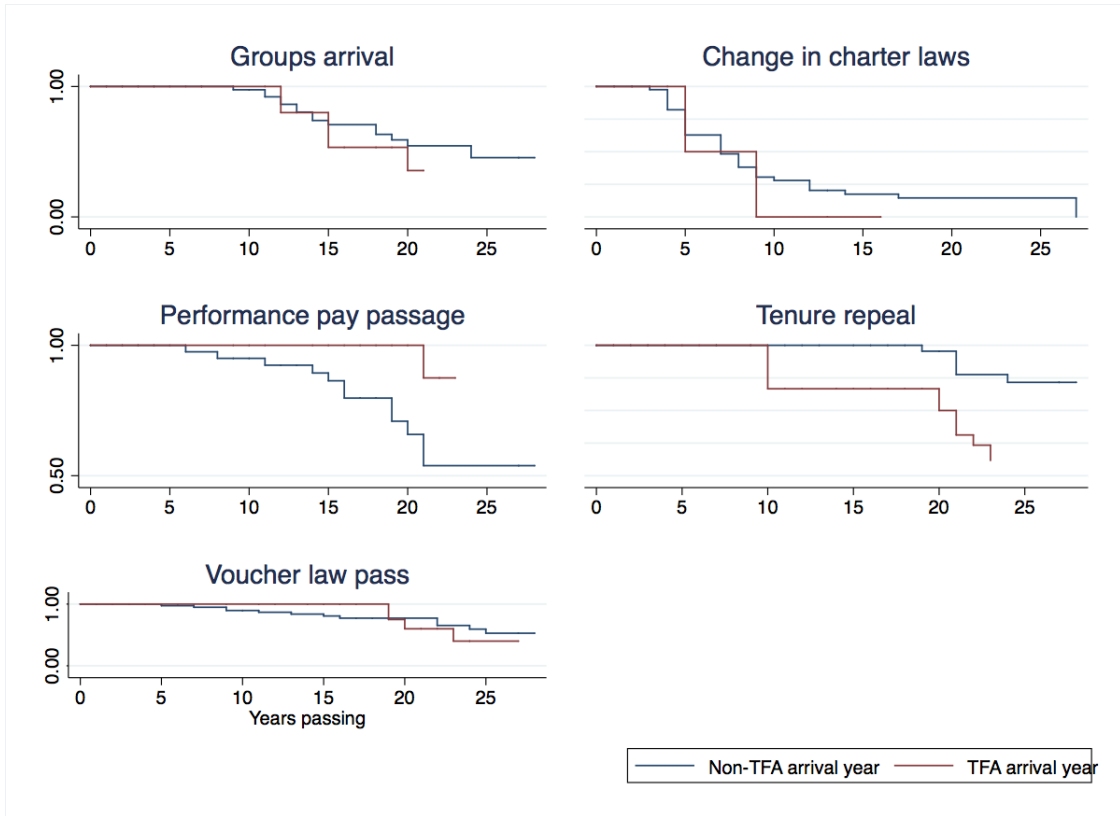 Groups arrival
1.00
0.00
0 5 10 15 20 25
Change in charter laws
0 5 10 15 20 25
Performance pay passage
1.00
0.50
0 5 10 15 20 25
Tenure repeal
0 5 10 15 20 25
Voucher law pass
1.00
0.00
0 5 10 15 20 25
Years passing
Non-TFA arrival year TFA arrival year